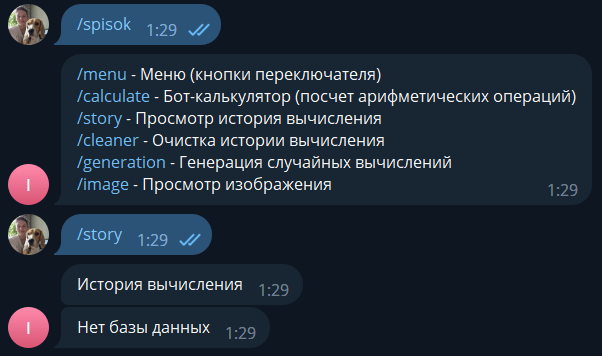 /spisok 1:29
/menu - Меню (кнопки переключателя)
/calculate - Бот-калькулятор (посчет арифметических операций)
/story - Просмотр история вычисления
/cleaner - Очистка истории вычисления
/generation - Генерация случайных вычислений
/image - Просмотр изображения 1:29
I
/story 1:29
История вычисления 1:29
I
Нет базы данных 1:29